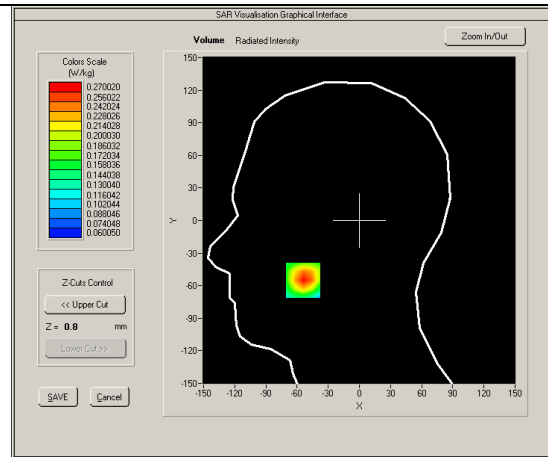 SAR Visualisation Graphical Interface
Volume Radiated Intensity
Zoom In/Out
Colors Scale
(W/kg)
0.270020
0.256022
0.242024
0.228026
0.214028
0.200030
0.186032
0.172034
0.158036
0.144038
0.130040
0.116042
0.102044
0.088046
0.074048
0.060050
Z-Cuts Control
<< Upper Cut
Z = 0.8 mm
Lower Cut >>
SAVE Cancel
150-
120-
90-
60-
30-
Y 0-
-30-
-60-
-90-
-120-
-150-
-150 -120 -90 -60 -30 0 30 60 90 120 150
X